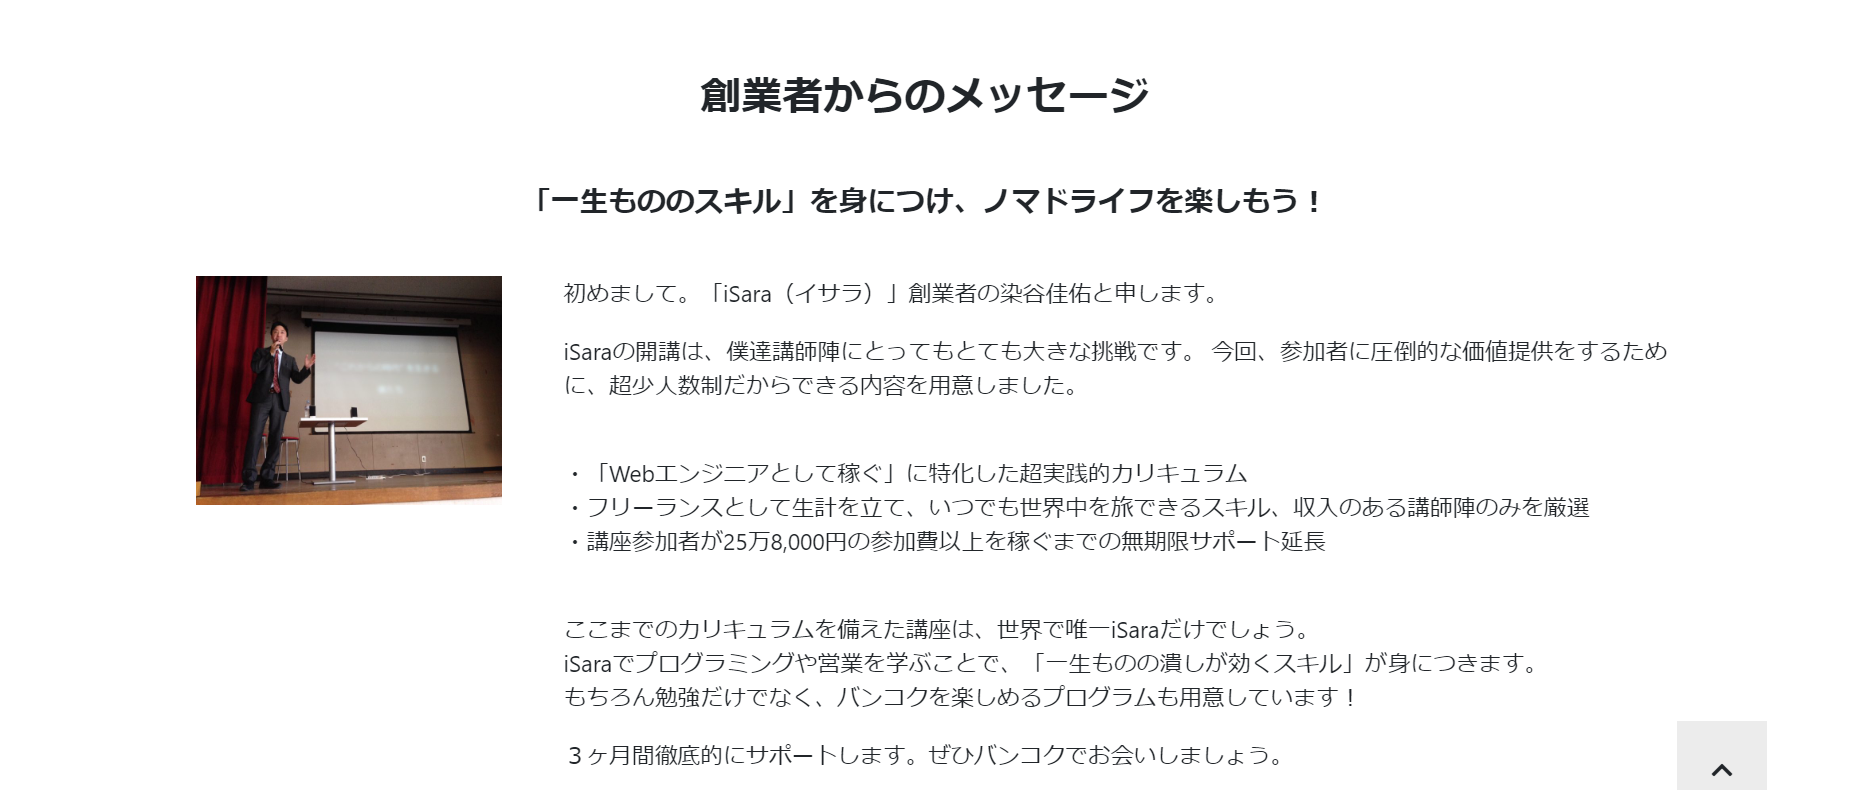 創業者からのメッセージ
「一生もののスキル」を身につけ、ノマドライフを楽しもう！
初めまして。「iSara（イサラ）」創業者の染谷佳佑と申します。
iSaraの開講は、僕達講師陣にとってもとても大きな挑戦です。 今回、参加者に圧倒的な価値提供をするため
に、超少人数制だからできる内容を用意しました。
・「Webエンジニアとして稼ぐ」に特化した超実践的カリキュラム
・フリーランスとして生計を立て、いつでも世界中を旅できるスキル、収入のある講師陣のみを厳選
・講座参加者が25万8,000円の参加費以上を稼ぐまでの無期限サポート延長
ここまでのカリキュラムを備えた講座は、世界で唯一iSaraだけでしょう。
iSaraでプログラミングや営業を学ぶことで、「一生ものの潰しが効くスキル」が身につきます。
もちろん勉強だけでなく、バンコクを楽しめるプログラムも用意しています！
３ヶ月間徹底的にサポートします。ぜひバンコクでお会いしましょう。